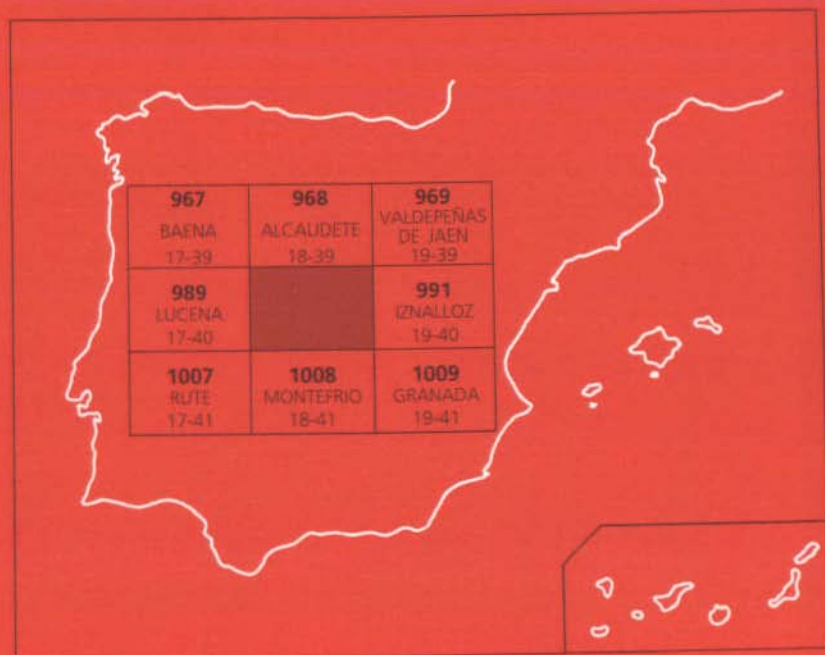 967
BAENA
17-39
968
ALCAUDETE
18-39
969
VALDEPEÑAS
DE JAEN
19-39
989
LUCENA
17-40
991
IZNALLOZ
19-40
1007
RUTE
17-41
1008
MONTEFRIO
18-41
1009
GRANADA
19-41